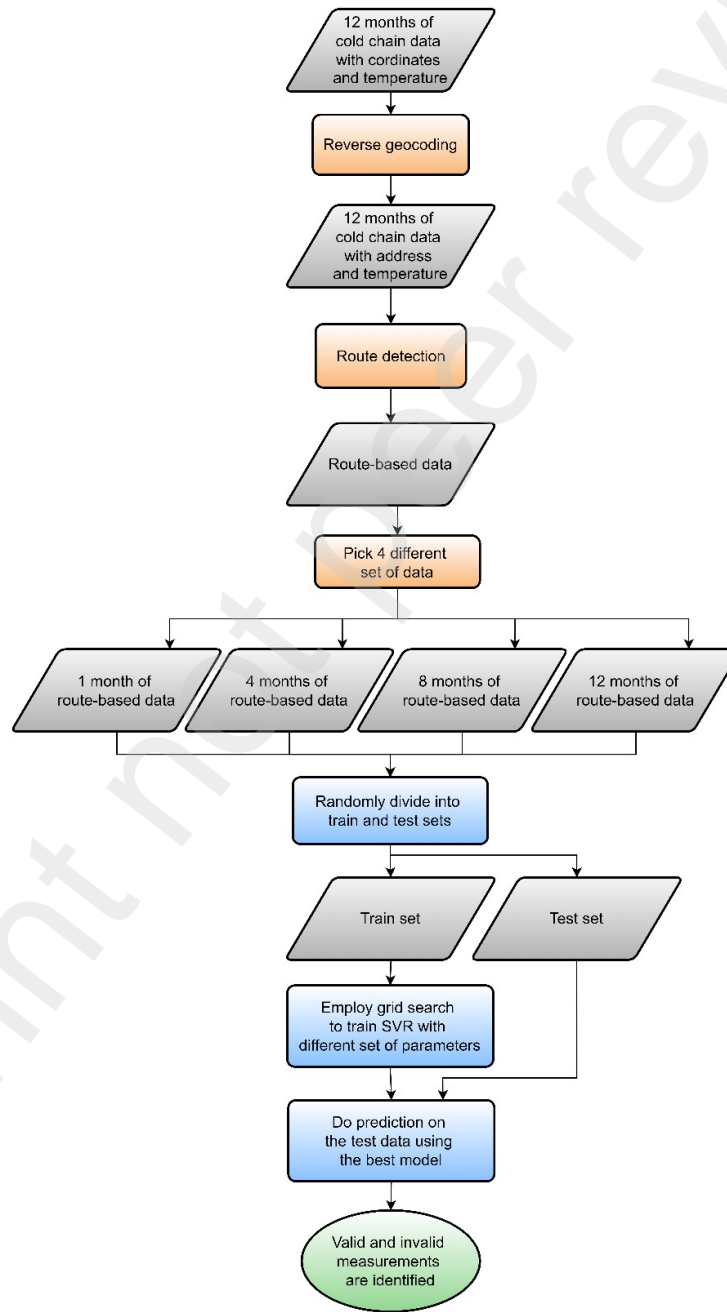 12 months of
cold chain data
with cordinates
and temperature
Reverse geocoding
12 months of
cold chain data
with address
and temperature
Route detection
Route-based data
Pick 4 different
set of data
1 month of
route-based data
4 months of
route-based data
8 months of
route-based data
12 months of
route-based data
Randomly divide into
train and test sets
Train set
Test set
Employ grid search
to train SVR with
different set of parameters
Do prediction on
the test data using
the best model
Valid and invalid
measurements
are identified
not peer